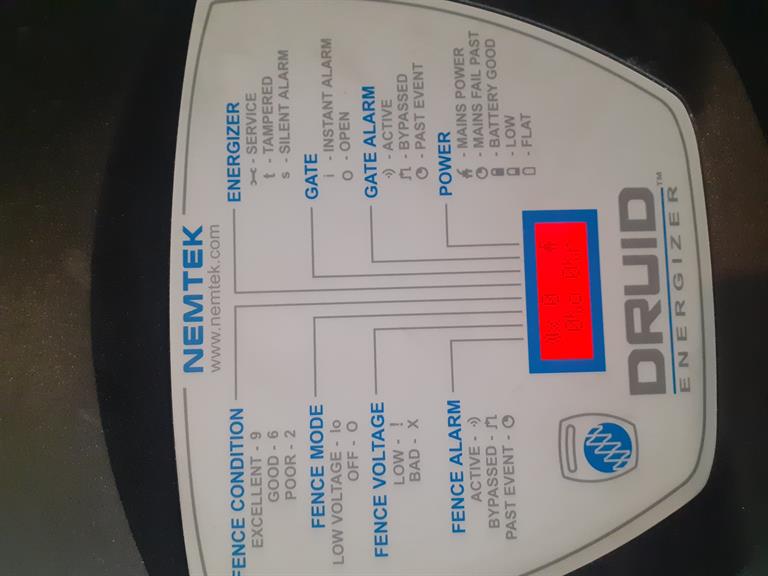 NEMTEK
www.nemtek.com
FENCE CONDITION
EXCELLENT - 9
GOOD - 6
POOR - 2
FENCE MODE
LOW VOLTAGE - lo
OFF - O
FENCE VOLTAGE
LOW - !
BAD - X
FENCE ALARM
ACTIVE -
BYPASSED -
PAST EVENT -
ENERGIZER
- SERVICE
t - TAMPERED
s - SILENT ALARM
GATE
i - INSTANT ALARM
O - OPEN
GATE ALARM
- ACTIVE
- BYPASSED
- PAST EVENT
POWER
- MAINS POWER
- MAINS FAIL PAST
- BATTERY GOOD
- LOW
- FLAT
DRUID™
ENERGIZER